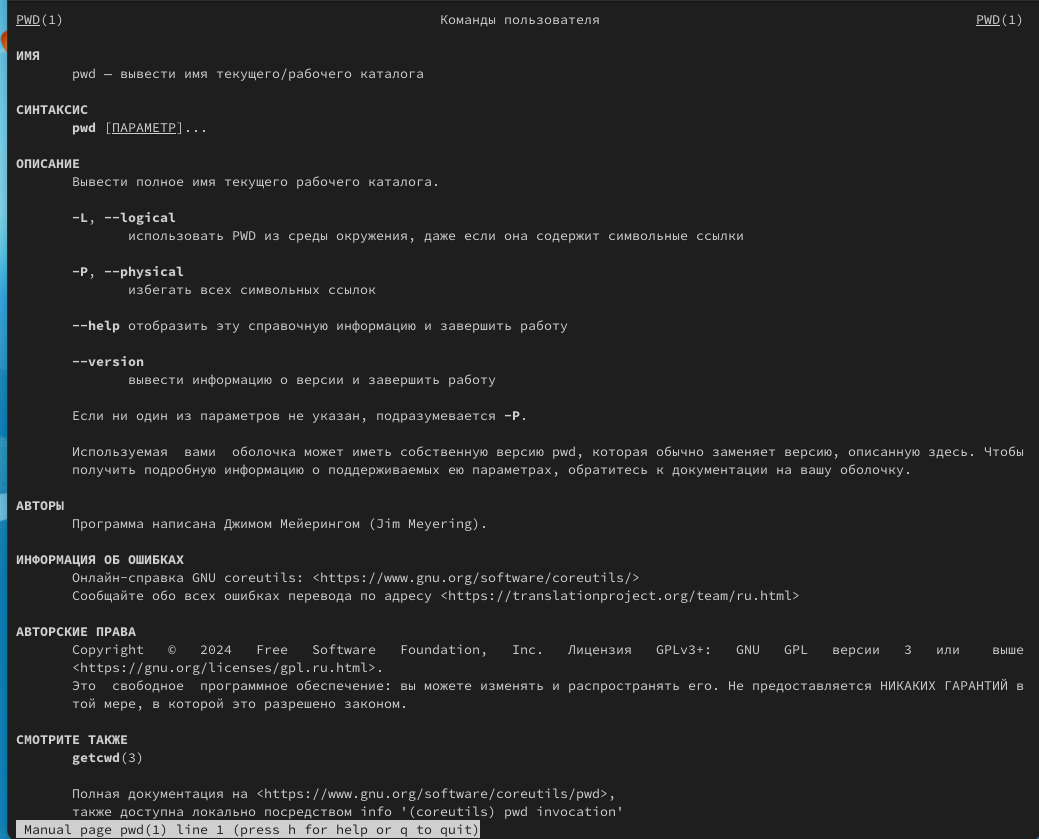 PWD(1) Команды пользователя PWD(1)
ИМЯ
pwd — вывести имя текущего/рабочего каталога
СИНТАКСИС
pwd [ПАРАМЕТР]...
ОПИСАНИЕ
Вывести полное имя текущего рабочего каталога.
-L, --logical
использовать PWD из среды окружения, даже если она содержит символьные ссылки
-P, --physical
избегать всех символьных ссылок
--help отобразить эту справочную информацию и завершить работу
--version
вывести информацию о версии и завершить работу
Если ни один из параметров не указан, подразумевается -P.
Используемая вами оболочка может иметь собственную версию pwd, которая обычно заменяет версию, описанную здесь. Чтобы
получить подробную информацию о поддерживаемых ею параметрах, обратитесь к документации на вашу оболочку.
АВТОРЫ
Программа написана Джимом Мейерингом (Jim Meyering).
ИНФОРМАЦИЯ ОБ ОШИБКАХ
Онлайн-справка GNU coreutils: <https://www.gnu.org/software/coreutils/>
Сообщайте обо всех ошибках перевода по адресу <https://translationproject.org/team/ru.html>
АВТОРСКИЕ ПРАВА
Copyright © 2024 Free Software Foundation, Inc. Лицензия GPLv3+: GNU GPL версии 3 или выше
<https://gnu.org/licenses/gpl.ru.html>.
Это свободное программное обеспечение: вы можете изменять и распространять его. Не предоставляется НИКАКИХ ГАРАНТИЙ в
той мере, в которой это разрешено законом.
СМОТРИТЕ ТАКЖЕ
getcwd(3)
Полная документация на <https://www.gnu.org/software/coreutils/pwd>,
также доступна локально посредством info '(coreutils) pwd invocation'
Manual page pwd(1) line 1 (press h for help or q to quit)